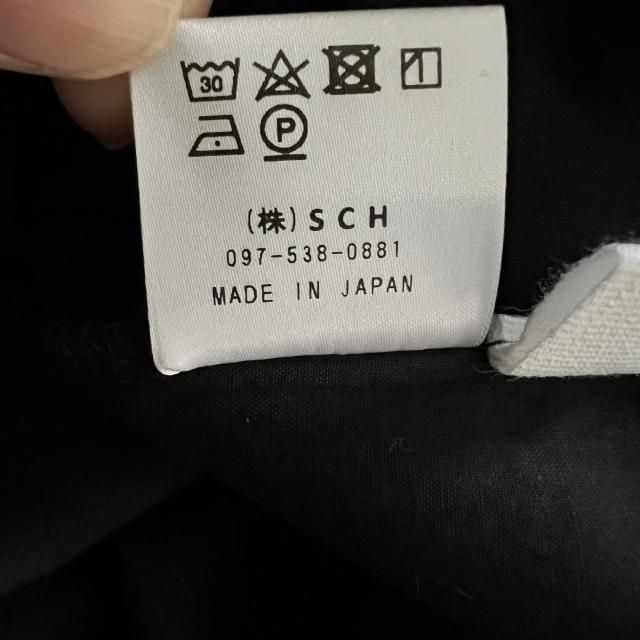 30
P
(株)SCH
097-538-0881
MADE IN JAPAN